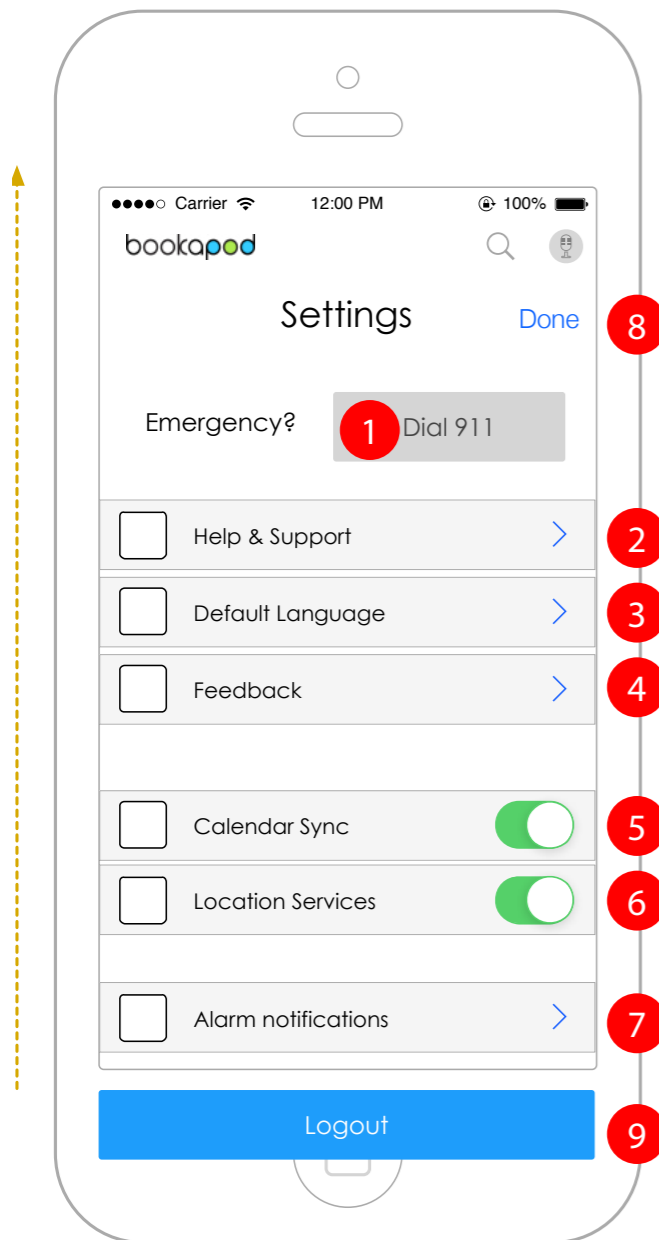 Carrier 12:00 PM 100%
bookapod
Settings Done 8
Emergency? 1 Dial 911
Help & Support 2
Default Language 3
Feedback 4
Calendar Sync 5
Location Services 6
Alarm notifications 7
Logout 9